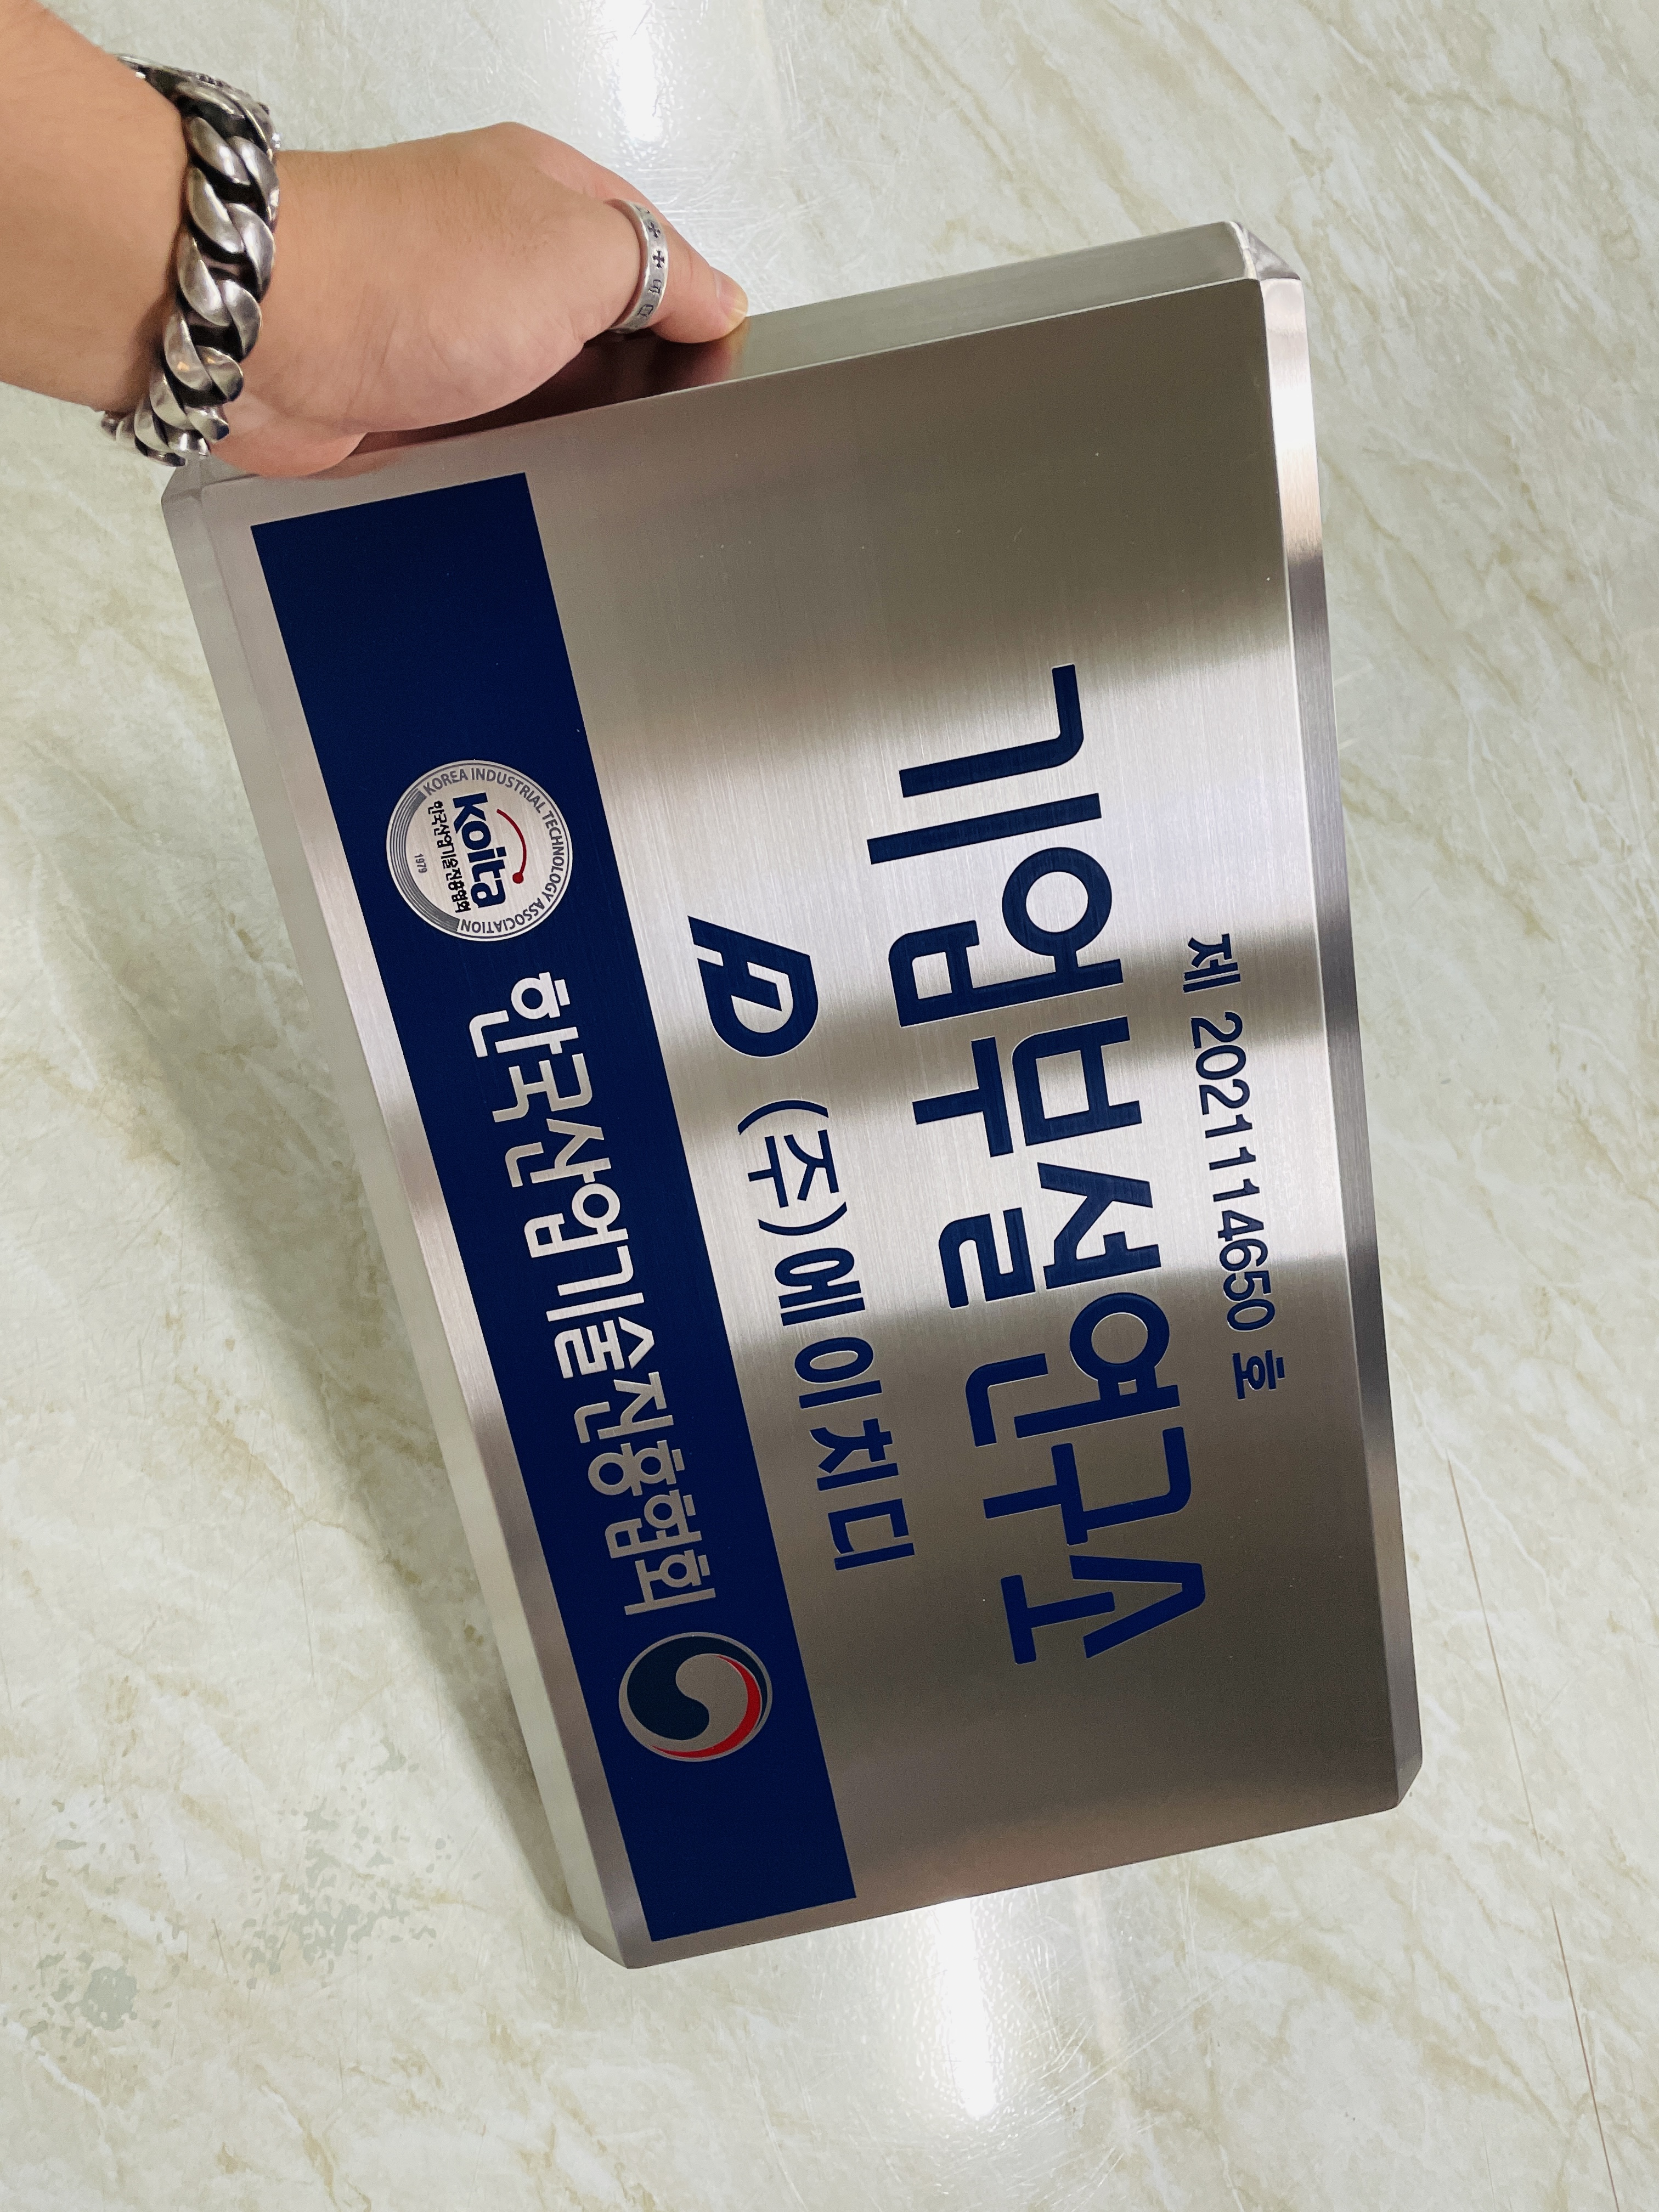 제 2021114650 호
기업부설연구소
(주)에이치디
KOREA INDUSTRIAL TECHNOLOGY ASSOCIATION
koita
한국산업기술진흥협회
1979
한국산업기술진흥협회